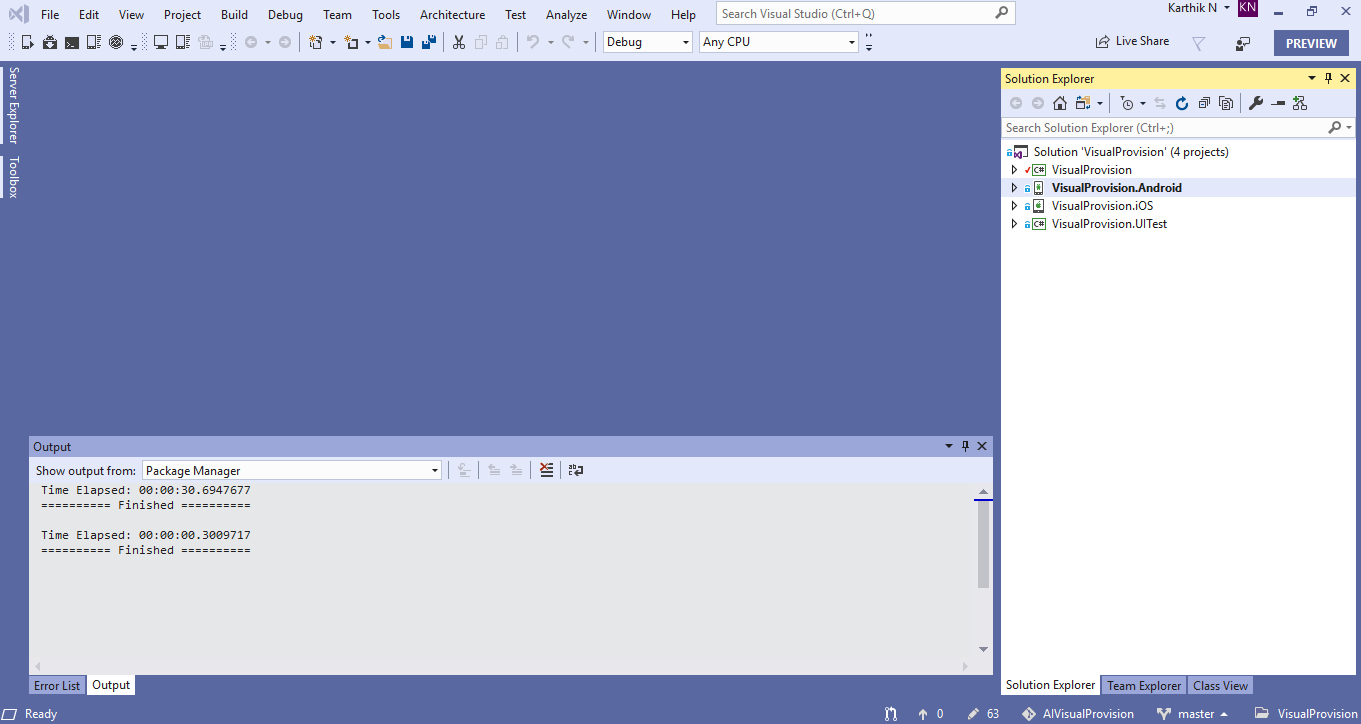 File Edit View Project Build Debug Team Tools Architecture Test Analyze Window Help Search Visual Studio (Ctrl+Q) Karthik N KN
Debug Any CPU Live Share PREVIEW
Server Explorer
Toolbox
Solution Explorer
Search Solution Explorer (Ctrl+;)
Solution 'VisualProvision' (4 projects)
C# VisualProvision
VisualProvision.Android
VisualProvision.iOS
C# VisualProvision.UITest
Output
Show output from: Package Manager
Time Elapsed: 00:00:30.6947677
========== Finished ==========
Time Elapsed: 00:00:00.3009717
========== Finished ==========
Error List Output
Solution Explorer Team Explorer Class View
Ready 0 63 AIVisualProvision master VisualProvision